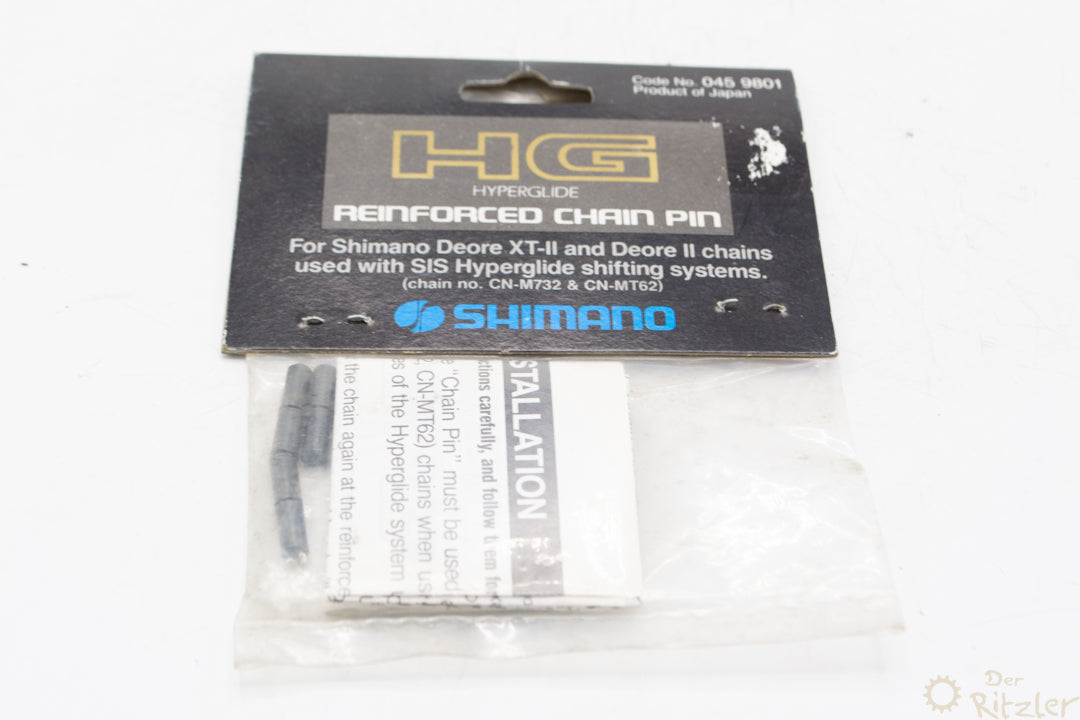 Code No. 045 9801
Product of Japan
HG
HYPERGLIDE
REINFORCED CHAIN PIN
For Shimano Deore XT-II and Deore II chains
used with SIS Hyperglide shifting systems.
(chain no. CN-M732 & CN-MT62)
SHIMANO
STALLATION
ctions carefully, and follow them
"Chain Pin" must be used
CN-MT62) chains when
of the Hyperglide system
the chain again at the reinforce
Der
Ritzler